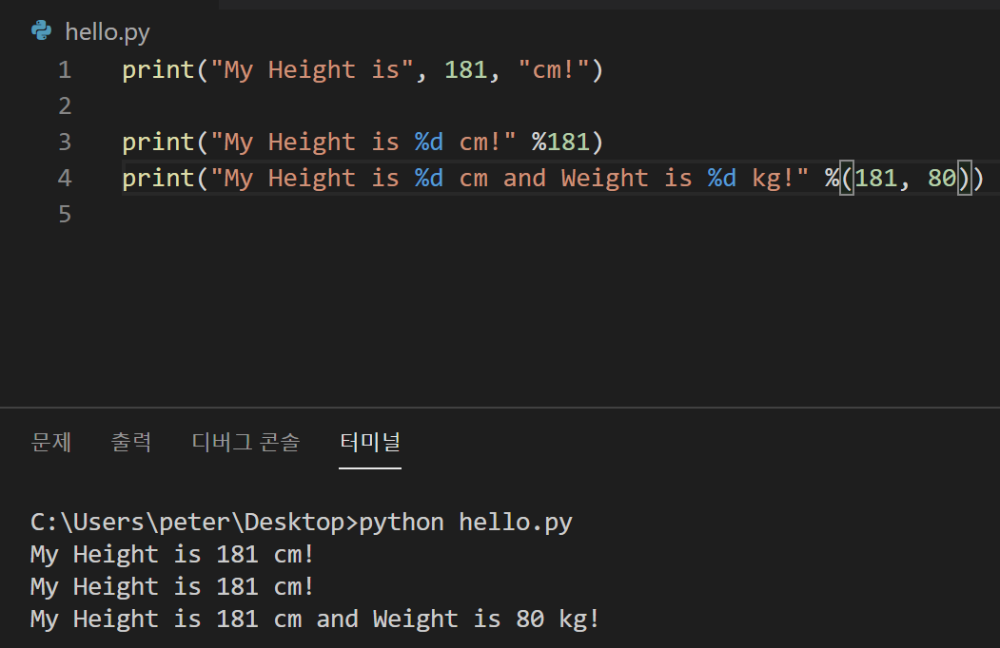 hello.py
1 print("My Height is", 181, "cm!")
2
3 print("My Height is %d cm!" %181)
4 print("My Height is %d cm and Weight is %d kg!" %(181, 80))
5
문제 출력 디버그 콘솔 터미널
C:\Users\peter\Desktop>python hello.py
My Height is 181 cm!
My Height is 181 cm!
My Height is 181 cm and Weight is 80 kg!